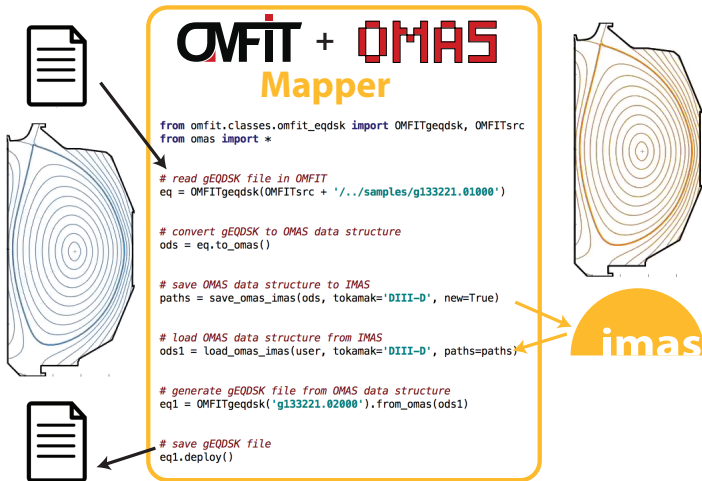 OMFIT + OMAS
Mapper
from omfit.classes.omfit_eqdsk import OMFITgeqdsk, OMFITsrc
from omas import *
# read gEQDSK file in OMFIT
eq = OMFITgeqdsk(OMFITsrc + '/../samples/g133221.01000')
# convert gEQDSK to OMAS data structure
ods = eq.to_omas()
# save OMAS data structure to IMAS
paths = save_omas_imas(ods, tokamak='DIII-D', new=True)
# load OMAS data structure from IMAS
ods1 = load_omas_imas(user, tokamak='DIII-D', paths=paths)
imas
# generate gEQDSK file from OMAS data structure
eq1 = OMFITgeqdsk('g133221.02000').from_omas(ods1)
# save gEQDSK file
eq1.deploy()